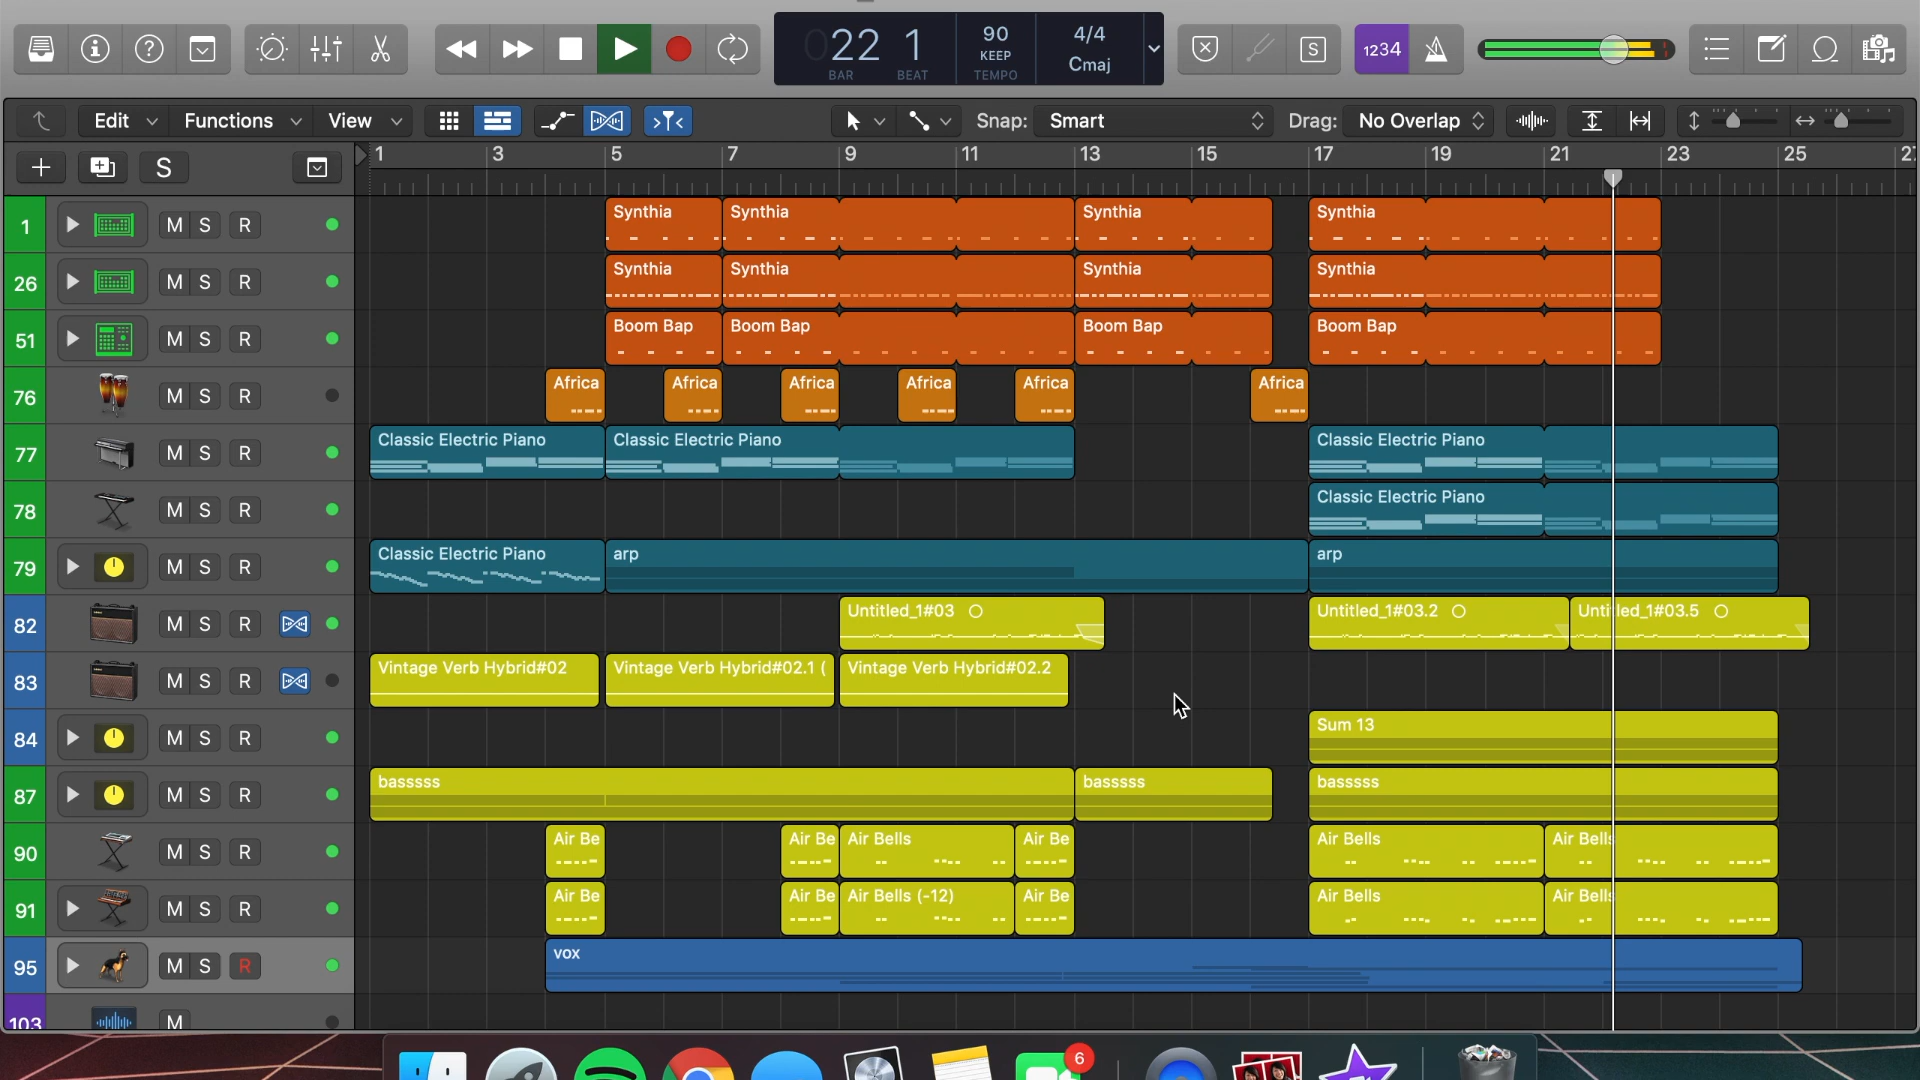 022 1
BAR BEAT
90
KEEP
TEMPO
4/4
Cmaj
S
1234
Edit Functions View Snap: Smart Drag: No Overlap
S
1 3 5 7 9 11 13 15 17 19 21 23 25
1 M S R Synthia Synthia Synthia Synthia
26 M S R Synthia Synthia Synthia Synthia
51 M S R Boom Bap Boom Bap Boom Bap Boom Bap
76 M S R Africa Africa Africa Africa Africa Africa
77 M S R Classic Electric Piano Classic Electric Piano Classic Electric Piano
78 M S R Classic Electric Piano
79 M S R Classic Electric Piano arp arp
82 M S R Untitled_1#03 Untitled_1#03.2 Untitled_1#03.5
83 M S R Vintage Verb Hybrid#02 Vintage Verb Hybrid#02.1 ( Vintage Verb Hybrid#02.2
84 M S R Sum 13
87 M S R basssss basssss basssss
90 M S R Air Be Air Be Air Bells Air Be Air Bells Air Bells
91 M S R Air Be Air Be Air Bells (-12) Air Be Air Bells Air Bells
95 M S R vox
103 M
6